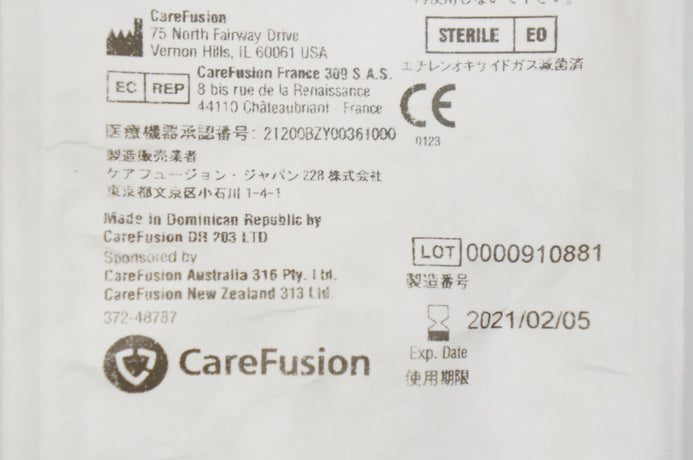 CareFusion
75 North Fairway Drive
Vernon Hills, IL 60061 USA
EC REP
CareFusion France 309 S.A.S.
8 bis rue de la Renaissance
44110 Châteaubriant - France
医療機器承認番号: 21200BZY00361000
製造販売業者
ケアフュージョン・ジャパン228株式会社
東京都文京区小石川 1-4-1
Made in Dominican Republic by
CareFusion DR 203 LTD
Sponsored by
CareFusion Australia 316 Pty. Ltd.
CareFusion New Zealand 313 Ltd.
372-48787
CareFusion
STERILE EO
エチレンオキサイドガス滅菌済
CE
0123
LOT 0000910881
製造番号
2021/02/05
Exp. Date
使用期限